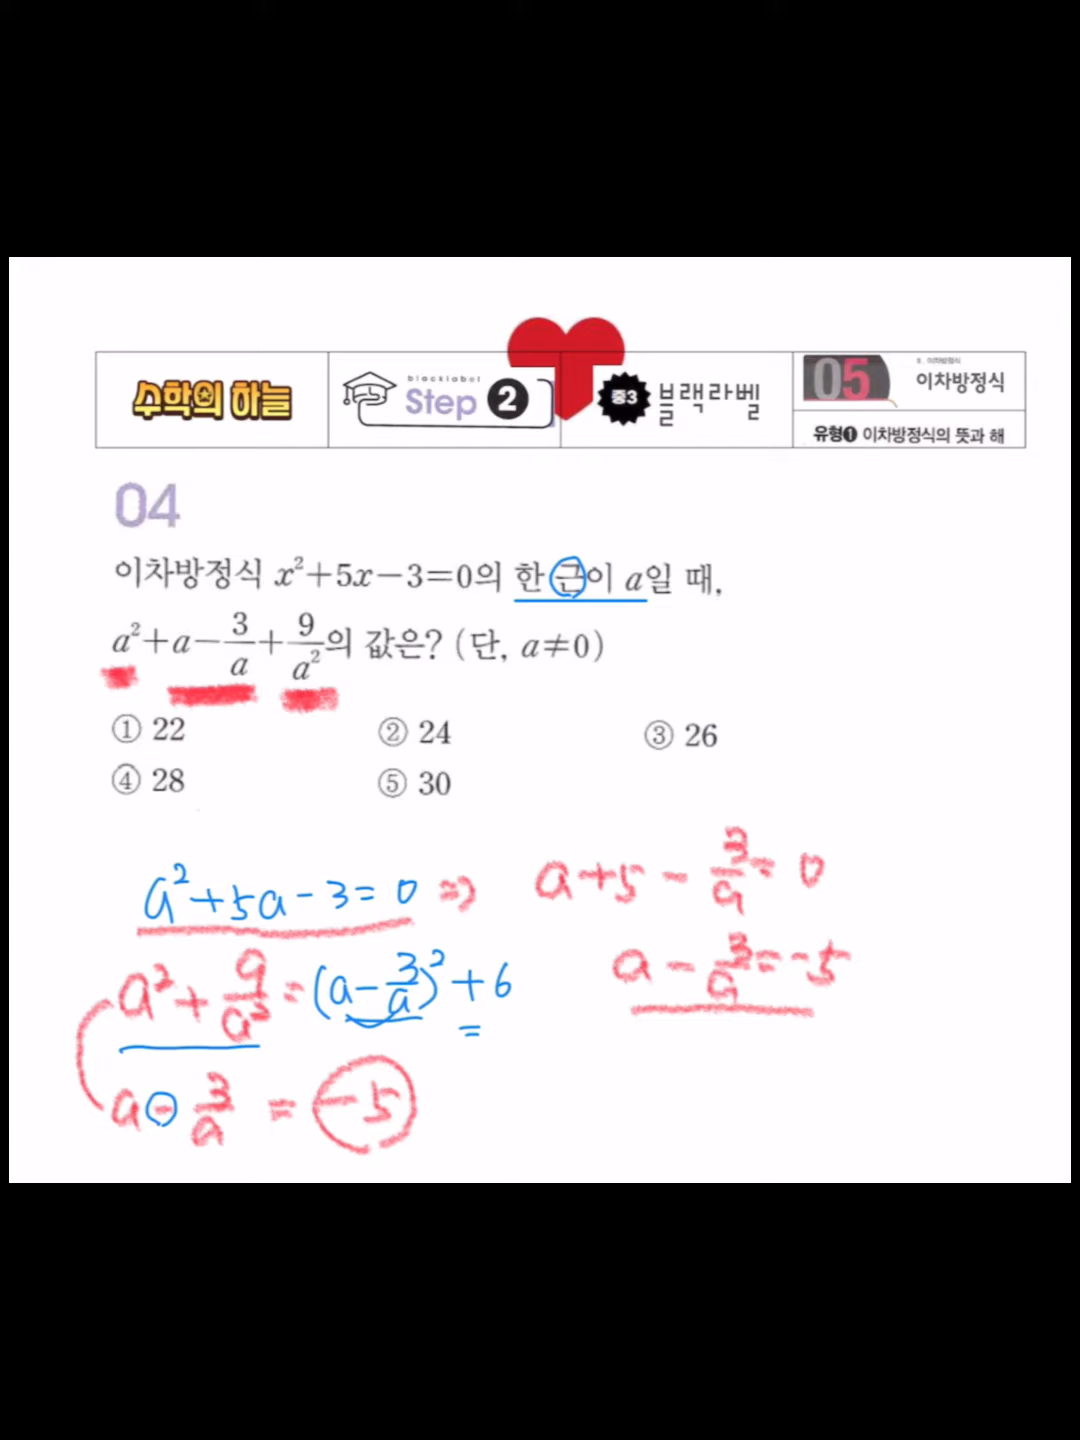 수학의 하늘
blacklabel
Step 2
중3 블랙라벨
05
이차방정식
유형❶ 이차방정식의 뜻과 해
04
이차방정식 x²+5x−3=0의 한 근이 a일 때,
a²+a−3/a+9/a²의 값은? (단, a≠0)
① 22 ② 24 ③ 26
④ 28 ⑤ 30
a²+5a−3=0 ⇒ a+5−3/a=0
a²+9/a²=(a−3/a)²+6
a−3/a=−5
a−3/a=−5